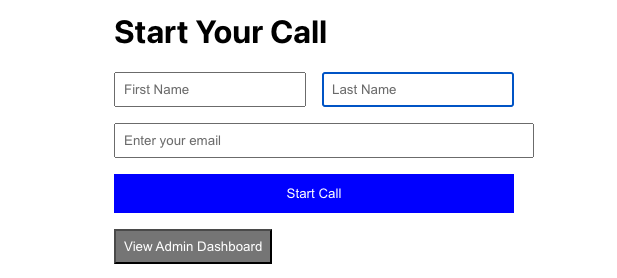 Start Your Call
First Name Last Name
Enter your email
Start Call
View Admin Dashboard